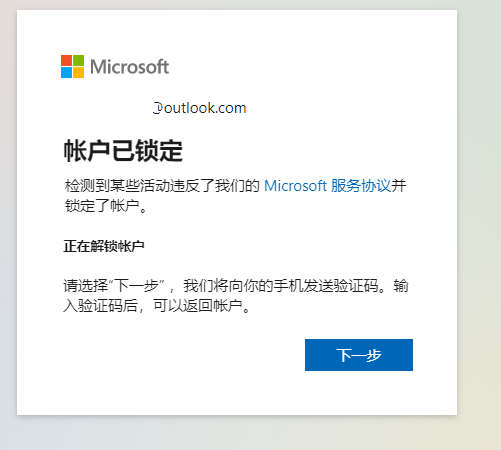 Microsoft
@outlook.com
帐户已锁定
检测到某些活动违反了我们的 Microsoft 服务协议并
锁定了帐户。
正在解锁帐户
请选择“下一步” ，我们将向你的手机发送验证码。输
入验证码后，可以返回帐户。
下一步